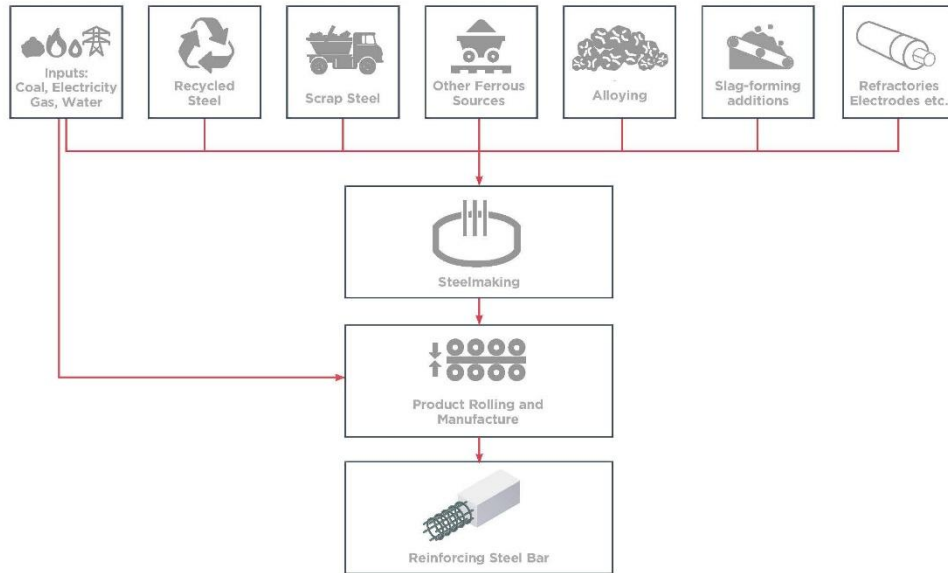 Inputs:
Coal, Electricity
Gas, Water
Recycled
Steel
Scrap Steel
Other Ferrous
Sources
Alloying
Slag-forming
additions
Refractories
Electrodes etc.
Steelmaking
Product Rolling and
Manufacture
Reinforcing Steel Bar